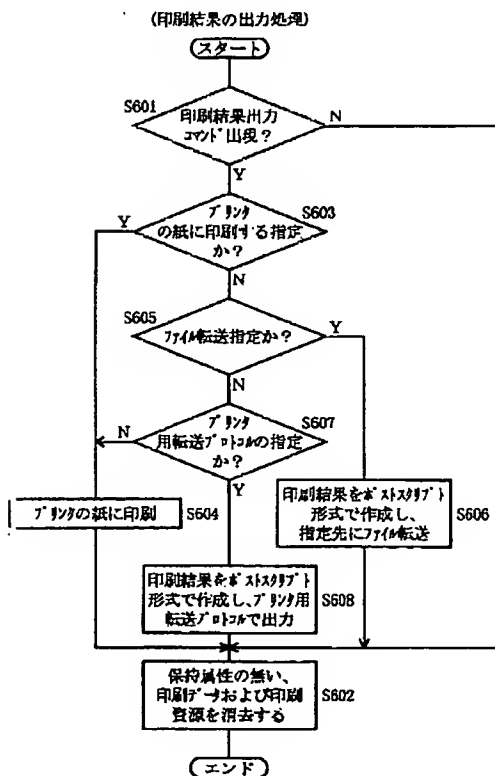 (印刷結果の出力処理)
スタート
S601
印刷結果出力
コマンド出現？
N
Y
プリンタ
の紙に印刷する指定
か？
S603
Y
N
S605
ファイル転送指定か？
Y
N
プリンタ
用転送プロトコルの指定
か？
S607
N
Y
プリンタの紙に印刷
S604
印刷結果をポストスクリプト
形式で作成し、
指定先にファイル転送
S606
印刷結果をポストスクリプト
形式で作成し、プリンタ用
転送プロトコルで出力
S608
保持属性の無い、
印刷データおよび印刷
資源を消去する
S602
エンド